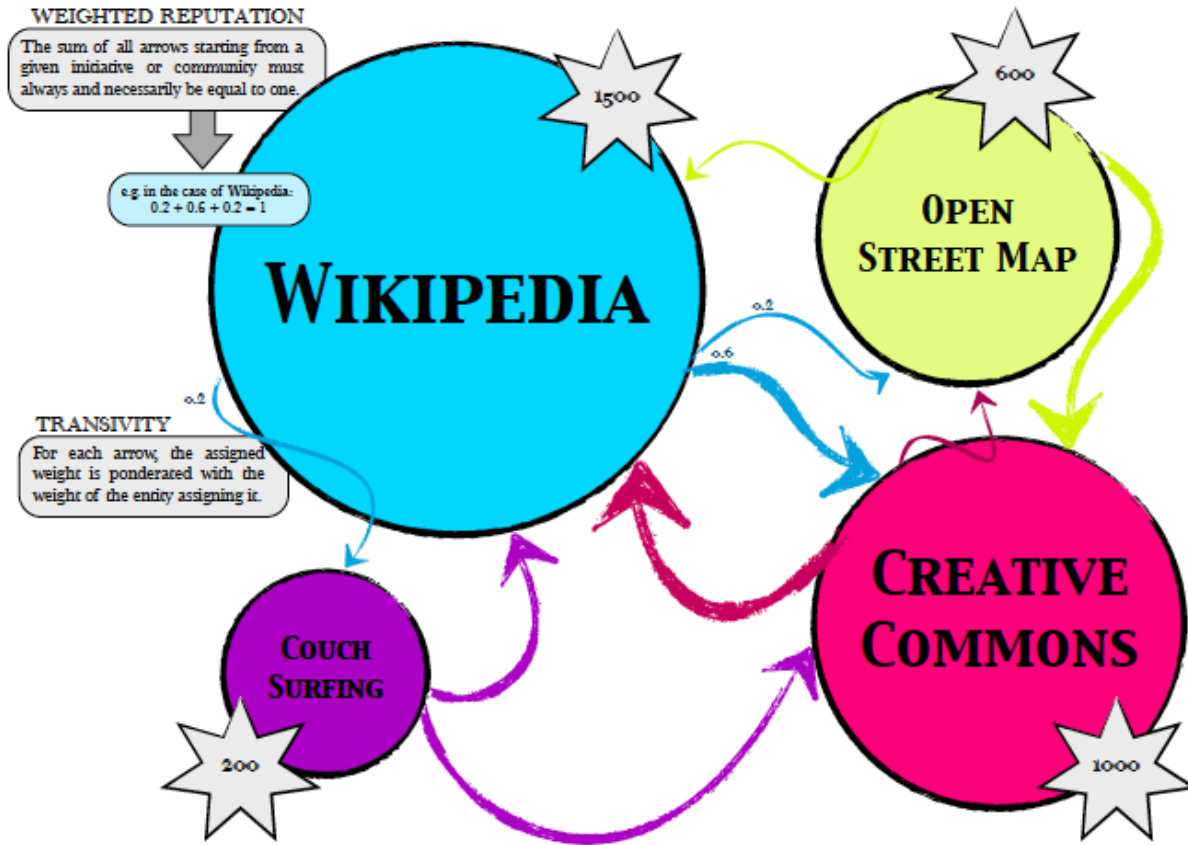 WEIGHTED REPUTATION
The sum of all arrows starting from a
given initiative or community must
always and necessarily be equal to one.
e.g. in the case of Wikipedia:
0.2 + 0.6 + 0.2 = 1
1500
600
WIKIPEDIA
OPEN
STREET MAP
0.2
0.6
0.2
TRANSIVITY
For each arrow, the assigned
weight is ponderated with the
weight of the entity assigning it.
COUCH
SURFING
200
CREATIVE
COMMONS
1000